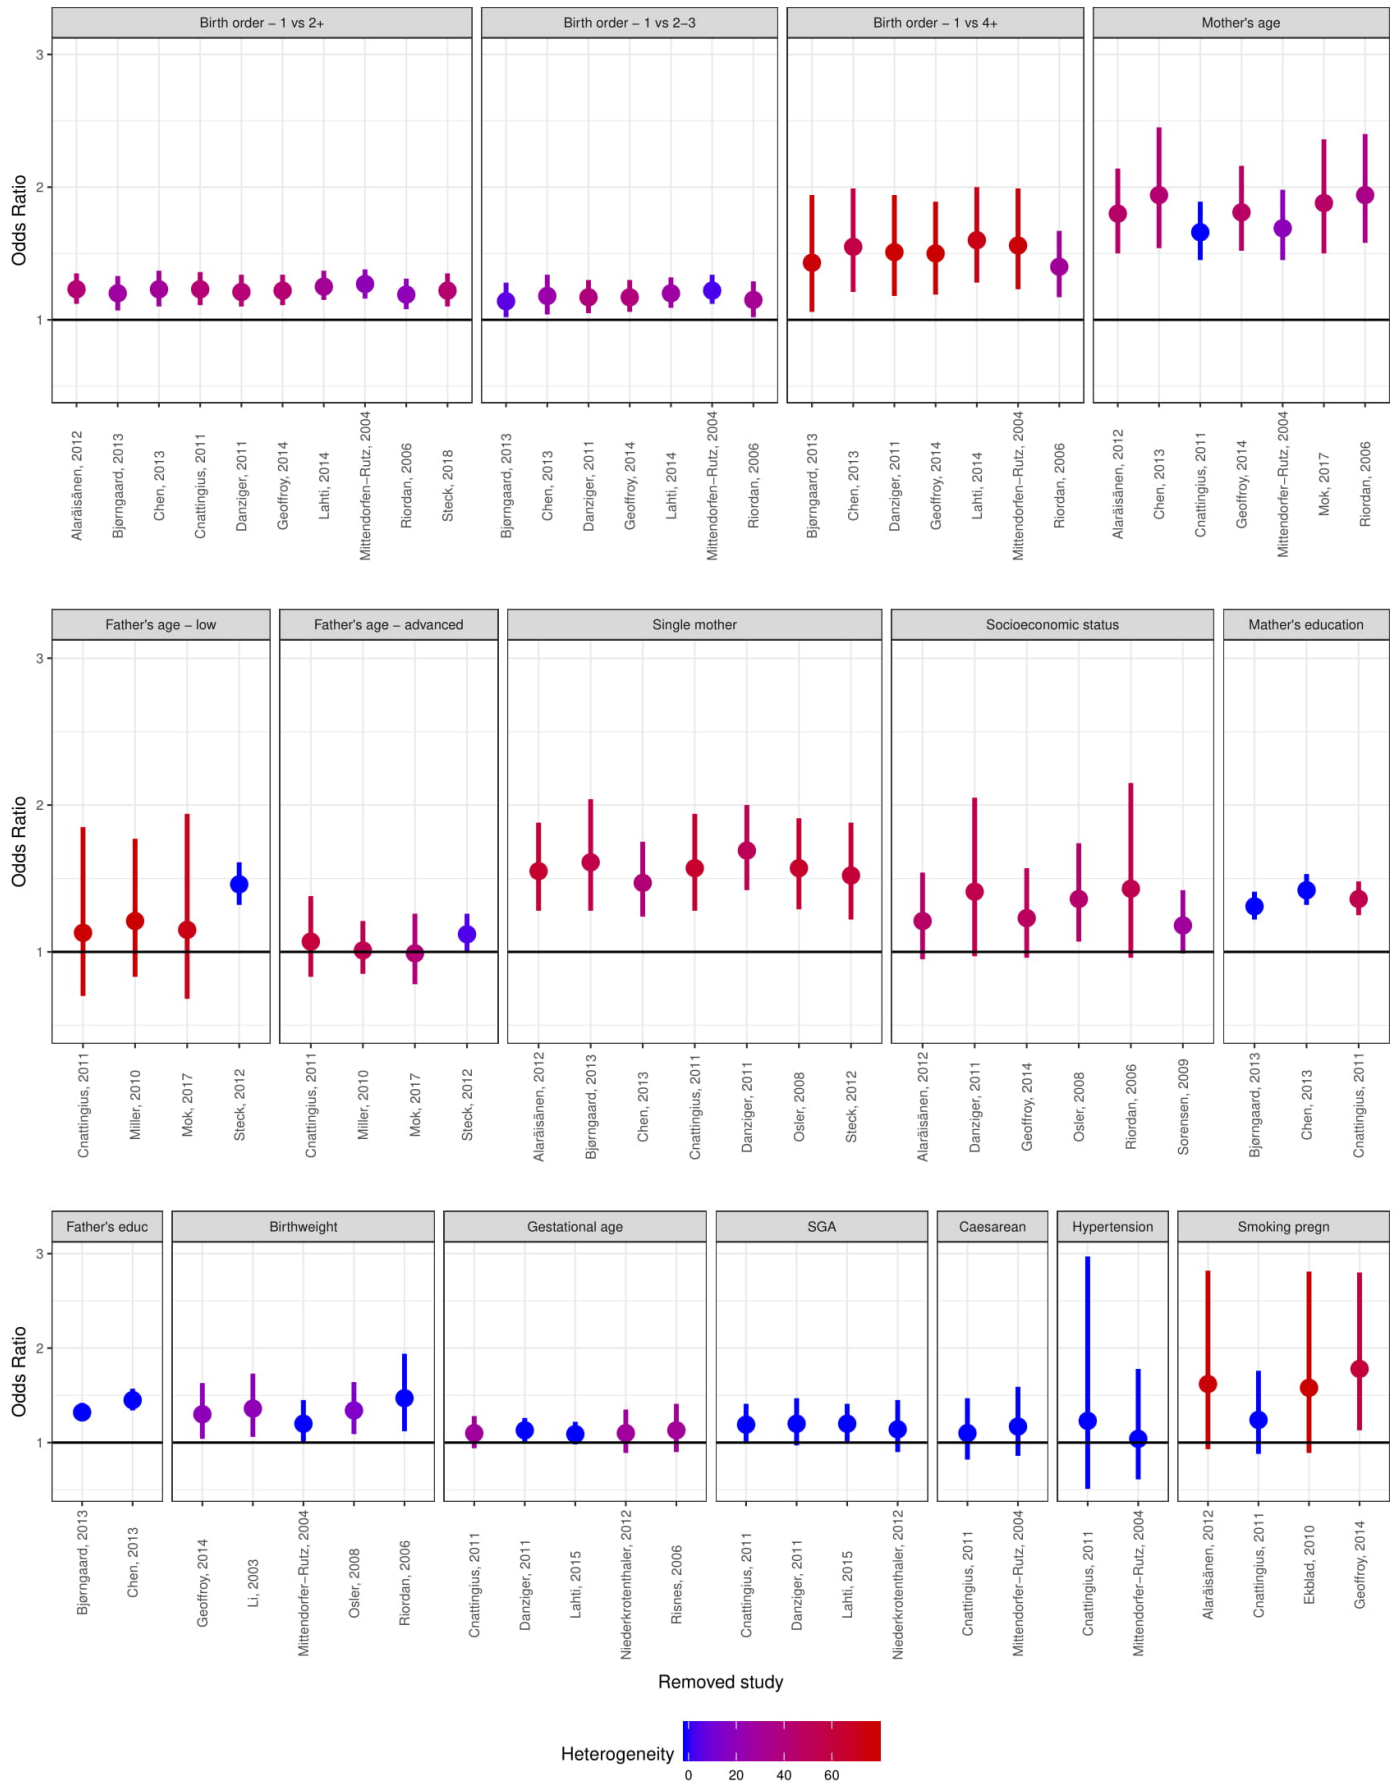 Birth order − 1 vs 2+
Birth order − 1 vs 2−3
Birth order − 1 vs 4+
Mother's age
Odds Ratio
3
2
1
Alaräisänen, 2012
Bjørngaard, 2013
Chen, 2013
Cnattingius, 2011
Danziger, 2011
Geoffroy, 2014
Lahti, 2014
Mittendorfen−Rutz, 2004
Riordan, 2006
Steck, 2018
Bjørngaard, 2013
Chen, 2013
Danziger, 2011
Geoffroy, 2014
Lahti, 2014
Mittendorfen−Rutz, 2004
Riordan, 2006
Bjørngaard, 2013
Chen, 2013
Danziger, 2011
Geoffroy, 2014
Lahti, 2014
Mittendorfen−Rutz, 2004
Riordan, 2006
Alaräisänen, 2012
Chen, 2013
Cnattingius, 2011
Geoffroy, 2014
Mittendorfer−Rutz, 2004
Mok, 2017
Riordan, 2006
Father's age − low
Father's age − advanced
Single mother
Socioeconomic status
Mather's education
Odds Ratio
3
2
1
Cnattingius, 2011
Miller, 2010
Mok, 2017
Steck, 2012
Cnattingius, 2011
Miller, 2010
Mok, 2017
Steck, 2012
Alaräisänen, 2012
Bjørngaard, 2013
Chen, 2013
Cnattingius, 2011
Danziger, 2011
Osler, 2008
Steck, 2012
Alaräisänen, 2012
Danziger, 2011
Geoffroy, 2014
Osler, 2008
Riordan, 2006
Sorensen, 2009
Bjørngaard, 2013
Chen, 2013
Cnattingius, 2011
Father's educ
Birthweight
Gestational age
SGA
Caesarean
Hypertension
Smoking pregn
Odds Ratio
3
2
1
Bjørngaard, 2013
Chen, 2013
Geoffroy, 2014
Li, 2003
Mittendorfer−Rutz, 2004
Osler, 2008
Riordan, 2006
Cnattingius, 2011
Danziger, 2011
Lahti, 2015
Niederkrotenthaler, 2012
Risnes, 2006
Cnattingius, 2011
Danziger, 2011
Lahti, 2015
Niederkrotenthaler, 2012
Cnattingius, 2011
Mittendorfer−Rutz, 2004
Cnattingius, 2011
Mittendorfer−Rutz, 2004
Alaräisänen, 2012
Cnattingius, 2011
Ekblad, 2010
Geoffroy, 2014
Removed study
Heterogeneity
0 20 40 60